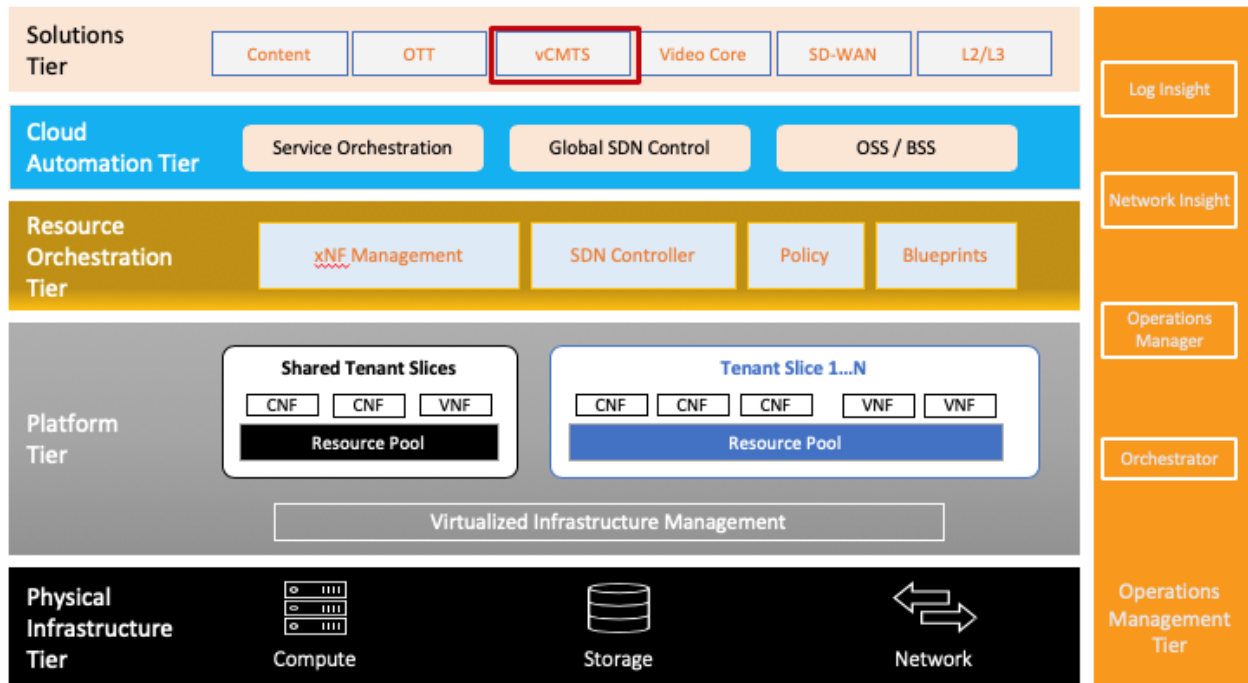 Solutions
Tier
Content
OTT
vCMTS
Video Core
SD-WAN
L2/L3
Cloud
Automation Tier
Service Orchestration
Global SDN Control
OSS / BSS
Resource
Orchestration
Tier
xNF Management
SDN Controller
Policy
Blueprints
Platform
Tier
Shared Tenant Slices
CNF
CNF
VNF
Resource Pool
Tenant Slice 1...N
CNF
CNF
CNF
VNF
VNF
Resource Pool
Virtualized Infrastructure Management
Physical
Infrastructure
Tier
Compute
Storage
Network
Log Insight
Network Insight
Operations
Manager
Orchestrator
Operations
Management
Tier